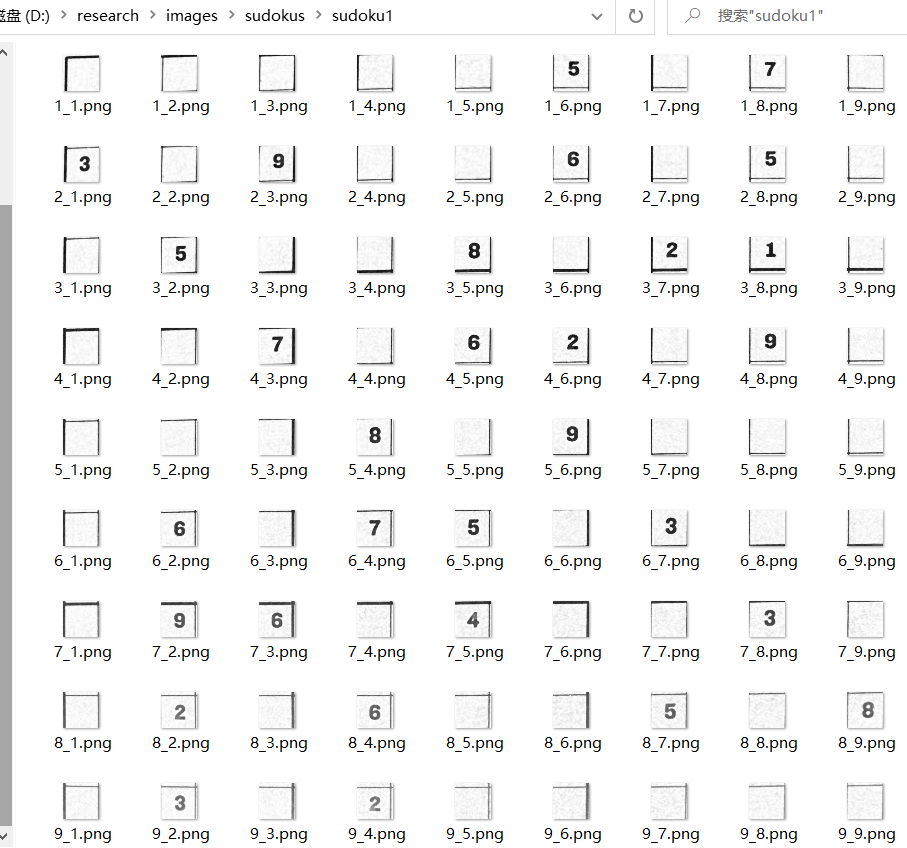 磁盘 (D:) > research > images > sudokus > sudoku1 搜索"sudoku1"
5 7
1_1.png 1_2.png 1_3.png 1_4.png 1_5.png 1_6.png 1_7.png 1_8.png 1_9.png
3 9 6 5
2_1.png 2_2.png 2_3.png 2_4.png 2_5.png 2_6.png 2_7.png 2_8.png 2_9.png
5 8 2 1
3_1.png 3_2.png 3_3.png 3_4.png 3_5.png 3_6.png 3_7.png 3_8.png 3_9.png
7 6 2 9
4_1.png 4_2.png 4_3.png 4_4.png 4_5.png 4_6.png 4_7.png 4_8.png 4_9.png
8 9
5_1.png 5_2.png 5_3.png 5_4.png 5_5.png 5_6.png 5_7.png 5_8.png 5_9.png
6 7 5 3
6_1.png 6_2.png 6_3.png 6_4.png 6_5.png 6_6.png 6_7.png 6_8.png 6_9.png
9 6 4 3
7_1.png 7_2.png 7_3.png 7_4.png 7_5.png 7_6.png 7_7.png 7_8.png 7_9.png
2 6 5 8
8_1.png 8_2.png 8_3.png 8_4.png 8_5.png 8_6.png 8_7.png 8_8.png 8_9.png
3 2
9_1.png 9_2.png 9_3.png 9_4.png 9_5.png 9_6.png 9_7.png 9_8.png 9_9.png